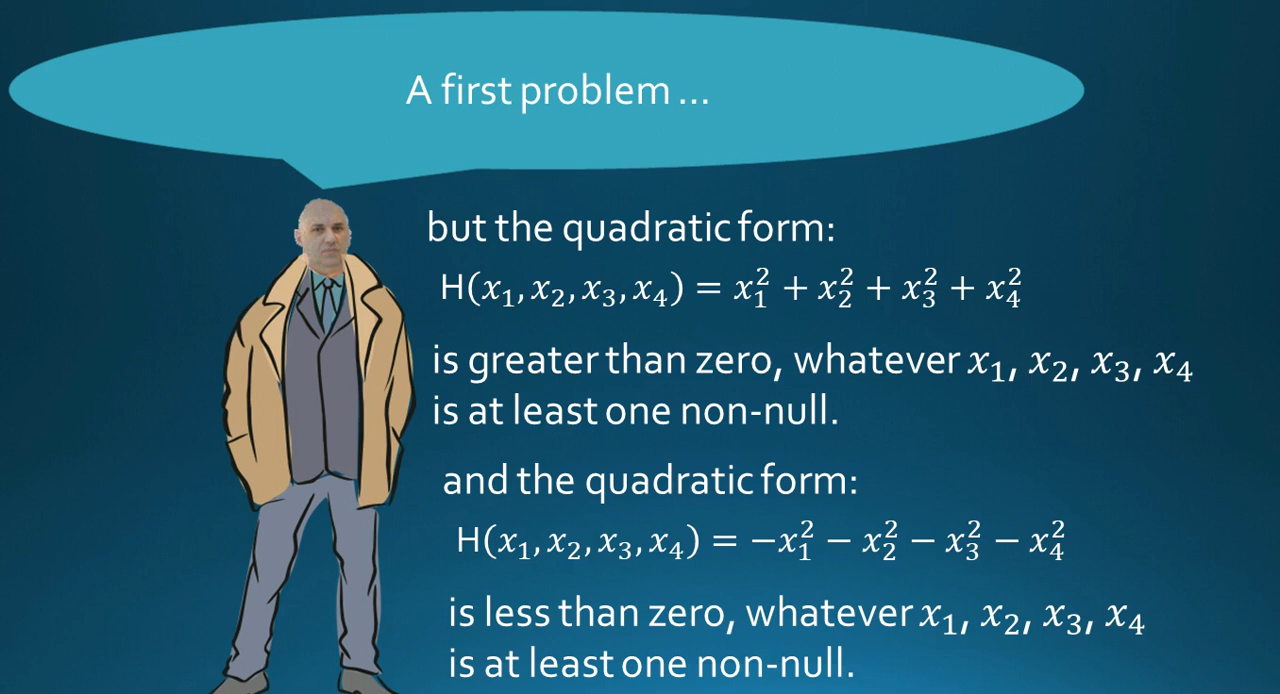 A first problem ...
but the quadratic form:
H(x₁, x₂, x₃, x₄) = x₁² + x₂² + x₃² + x₄²
is greater than zero, whatever x₁, x₂, x₃, x₄
is at least one non-null.
and the quadratic form:
H(x₁, x₂, x₃, x₄) = −x₁² − x₂² − x₃² − x₄²
is less than zero, whatever x₁, x₂, x₃, x₄
is at least one non-null.